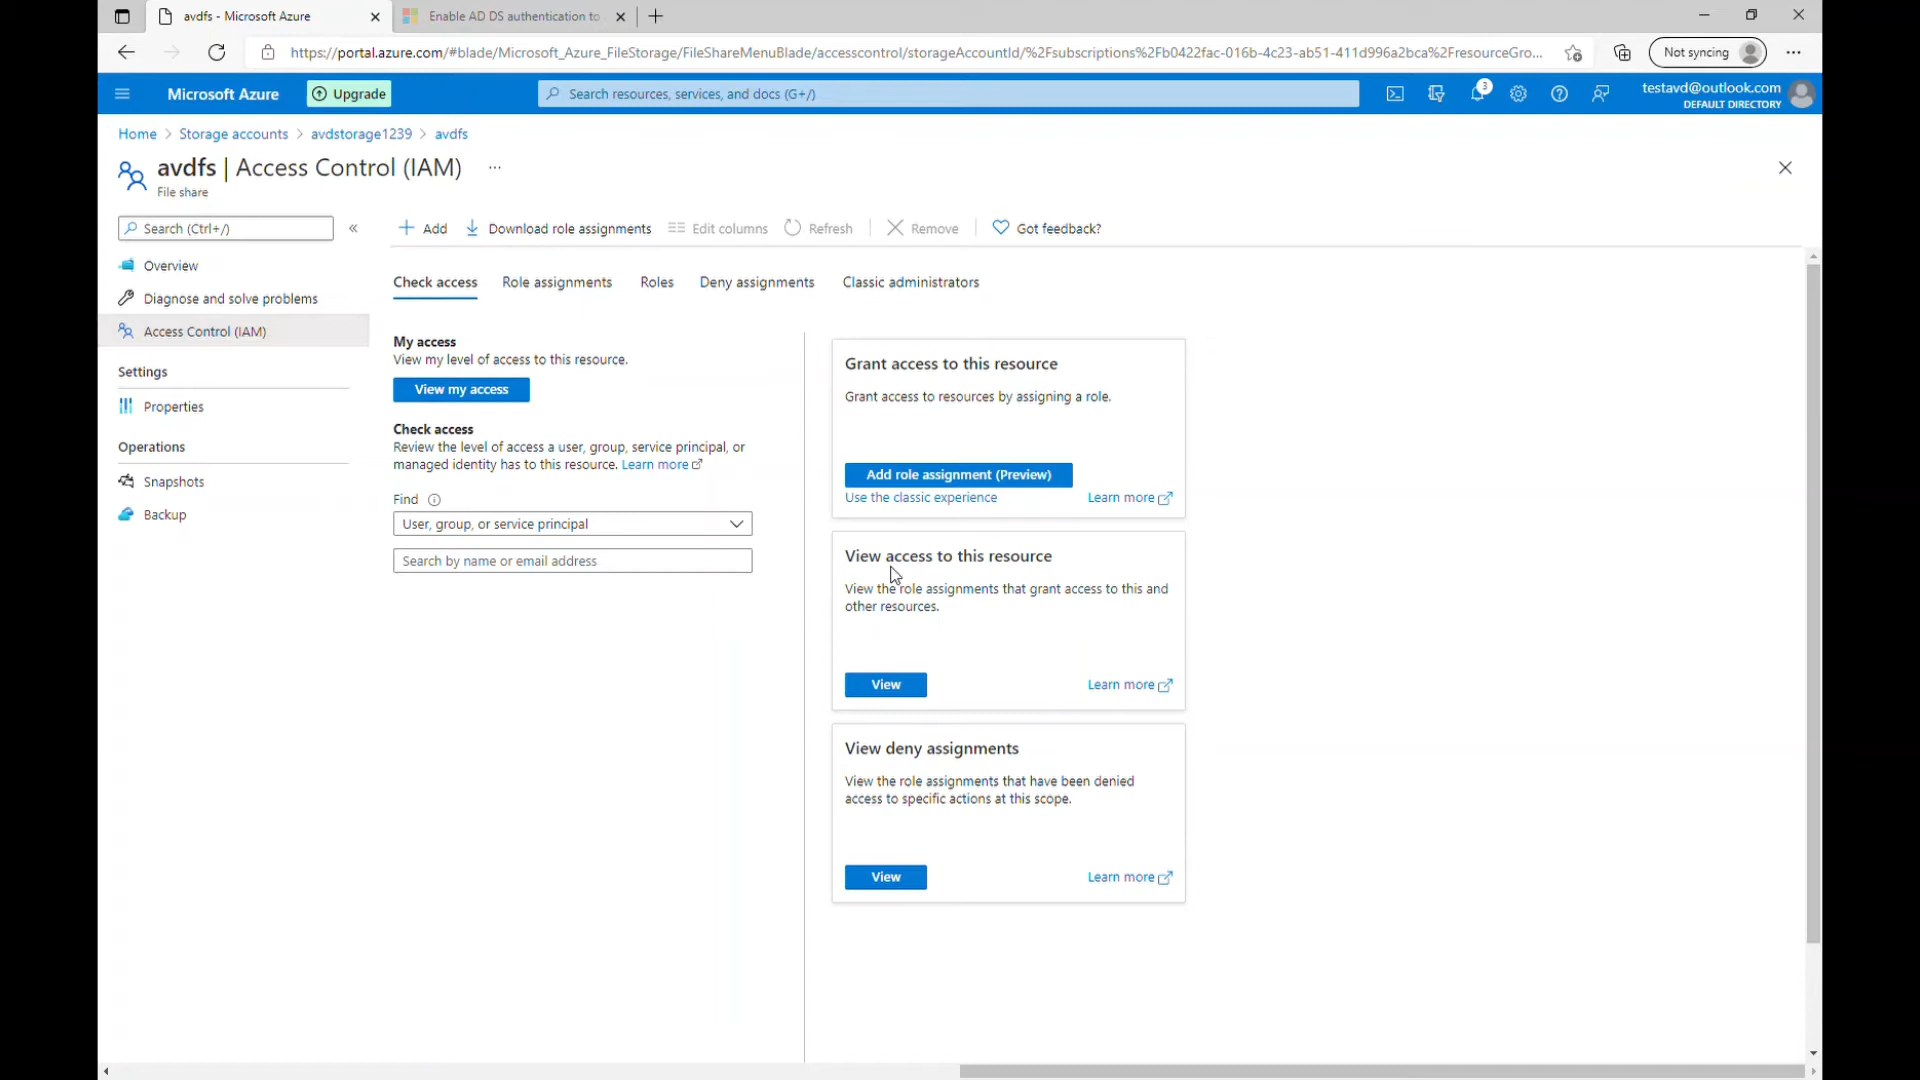 avdfs - Microsoft Azure
Enable AD DS authentication to
https://portal.azure.com/#blade/Microsoft_Azure_FileStorage/FileShareMenuBlade/accesscontrol/storageAccountId/%2Fsubscriptions%2Fb0422fac-016b-4c23-ab51-411d996a2bca%2FresourceGro...
Not syncing
Microsoft Azure
Upgrade
Search resources, services, and docs (G+/)
3
testavd@outlook.com
DEFAULT DIRECTORY
Home > Storage accounts > avdstorage1239 > avdfs
avdfs | Access Control (IAM) ...
File share
Search (Ctrl+/)
«
Overview
Diagnose and solve problems
Access Control (IAM)
Settings
Properties
Operations
Snapshots
Backup
Add
Download role assignments
Edit columns
Refresh
Remove
Got feedback?
Check access
Role assignments
Roles
Deny assignments
Classic administrators
My access
View my level of access to this resource.
View my access
Check access
Review the level of access a user, group, service principal, or
managed identity has to this resource. Learn more
Find
User, group, or service principal
Search by name or email address
Grant access to this resource
Grant access to resources by assigning a role.
Add role assignment (Preview)
Use the classic experience
Learn more
View access to this resource
View the role assignments that grant access to this and
other resources.
View
Learn more
View deny assignments
View the role assignments that have been denied
access to specific actions at this scope.
View
Learn more